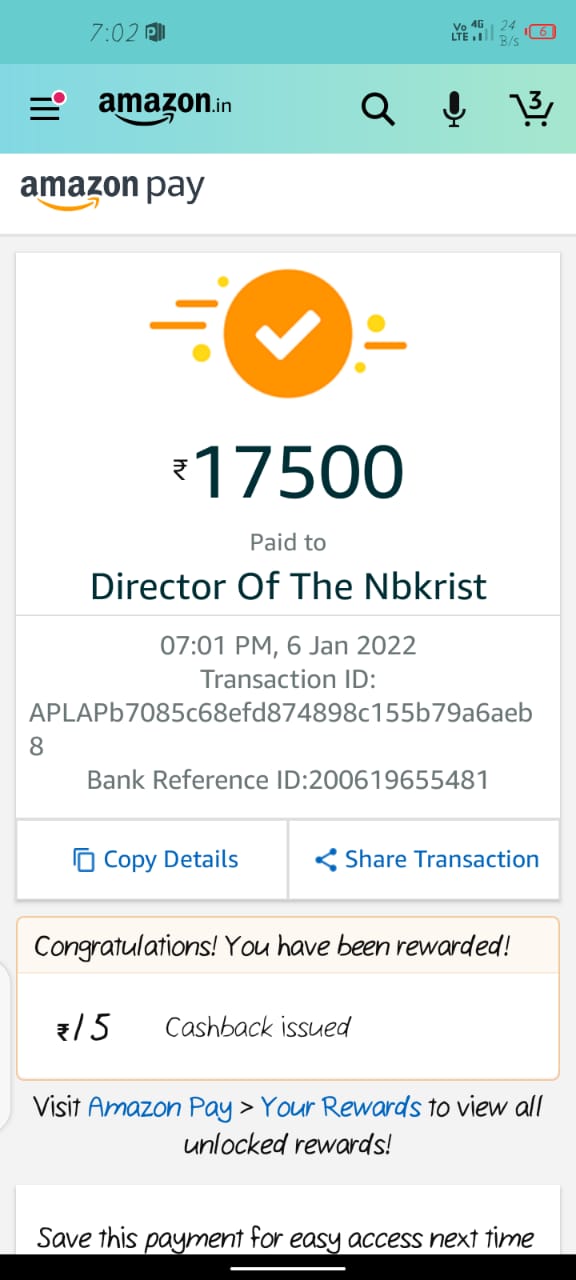 7:02
Vo 4G 24
LTE B/s 6
amazon.in
3
amazon pay
₹17500
Paid to
Director Of The Nbkrist
07:01 PM, 6 Jan 2022
Transaction ID:
APLAPb7085c68efd874898c155b79a6aeb
8
Bank Reference ID:200619655481
Copy Details
Share Transaction
Congratulations! You have been rewarded!
₹15 Cashback issued
Visit Amazon Pay > Your Rewards to view all
unlocked rewards!
Save this payment for easy access next time